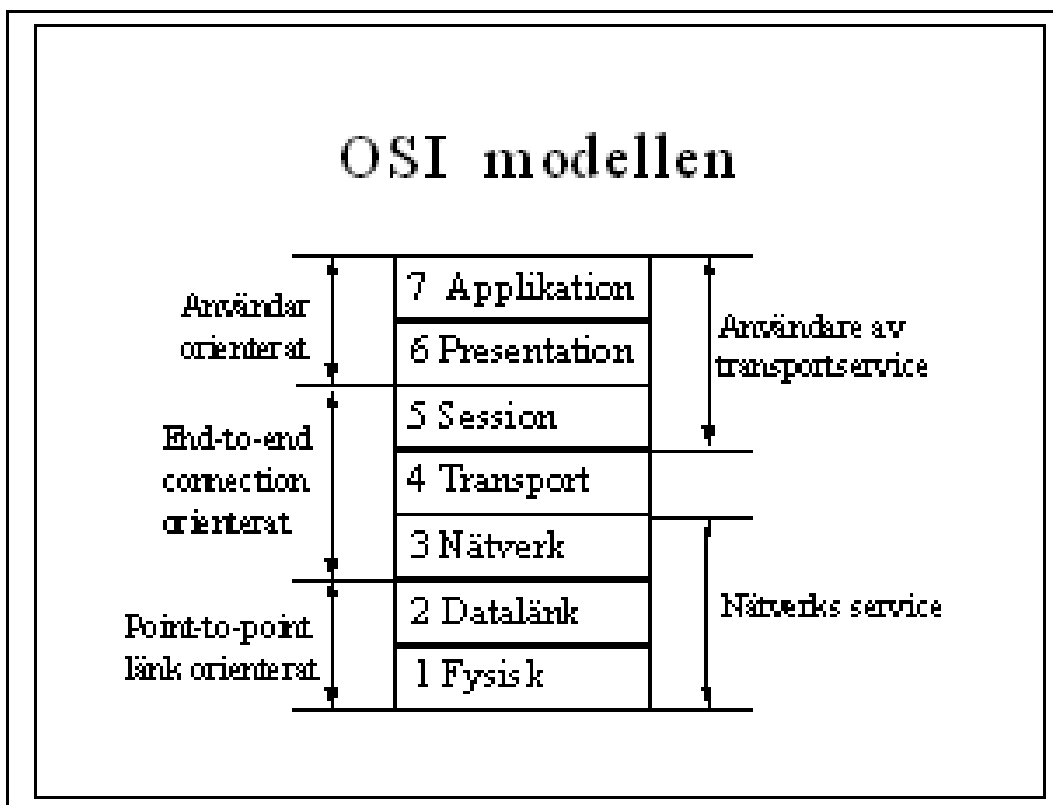 OSI modellen
Användar
orienterat
End-to-end
connection
orienterat
Point-to-point
länk orienterat
7 Applikation
6 Presentation
5 Session
4 Transport
3 Nätverk
2 Datalänk
1 Fysisk
Användare av
transportservice
Nätverks service